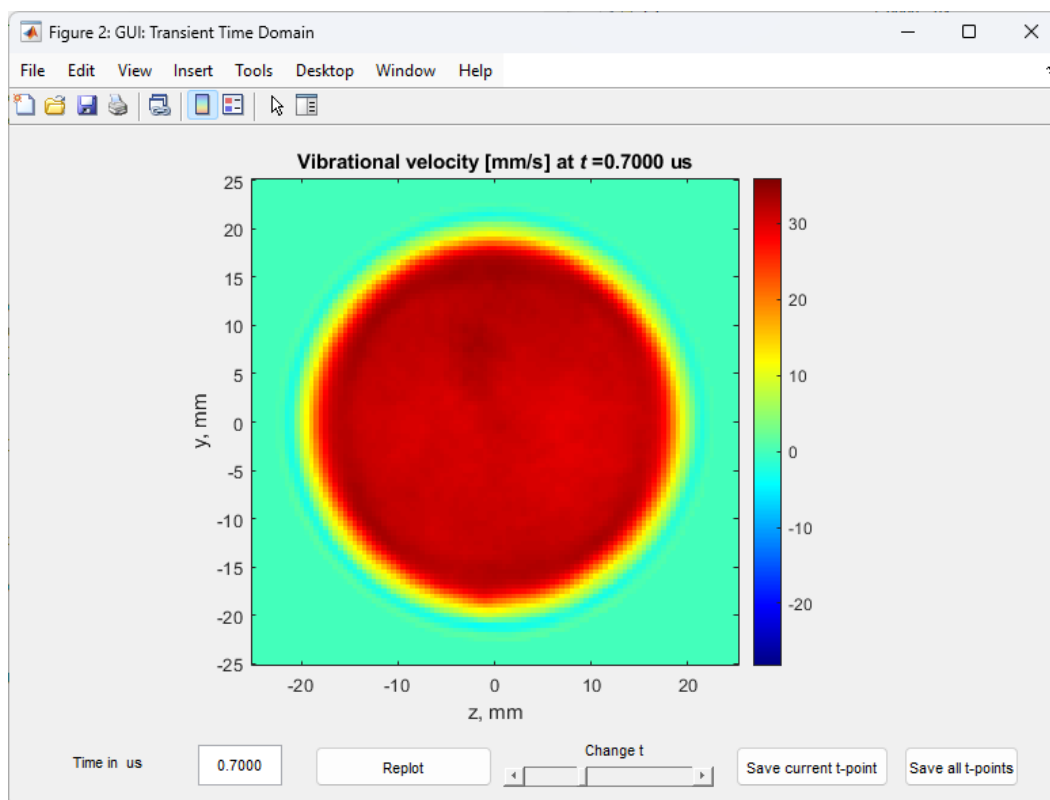 Figure 2: GUI: Transient Time Domain
File Edit View Insert Tools Desktop Window Help
Vibrational velocity [mm/s] at t =0.7000 us
25
20
15
10
5
0
-5
-10
-15
-20
-25
y, mm
-20 -10 0 10 20
z, mm
30
20
10
0
-10
-20
Time in us
0.7000
Replot
Change t
Save current t-point
Save all t-points